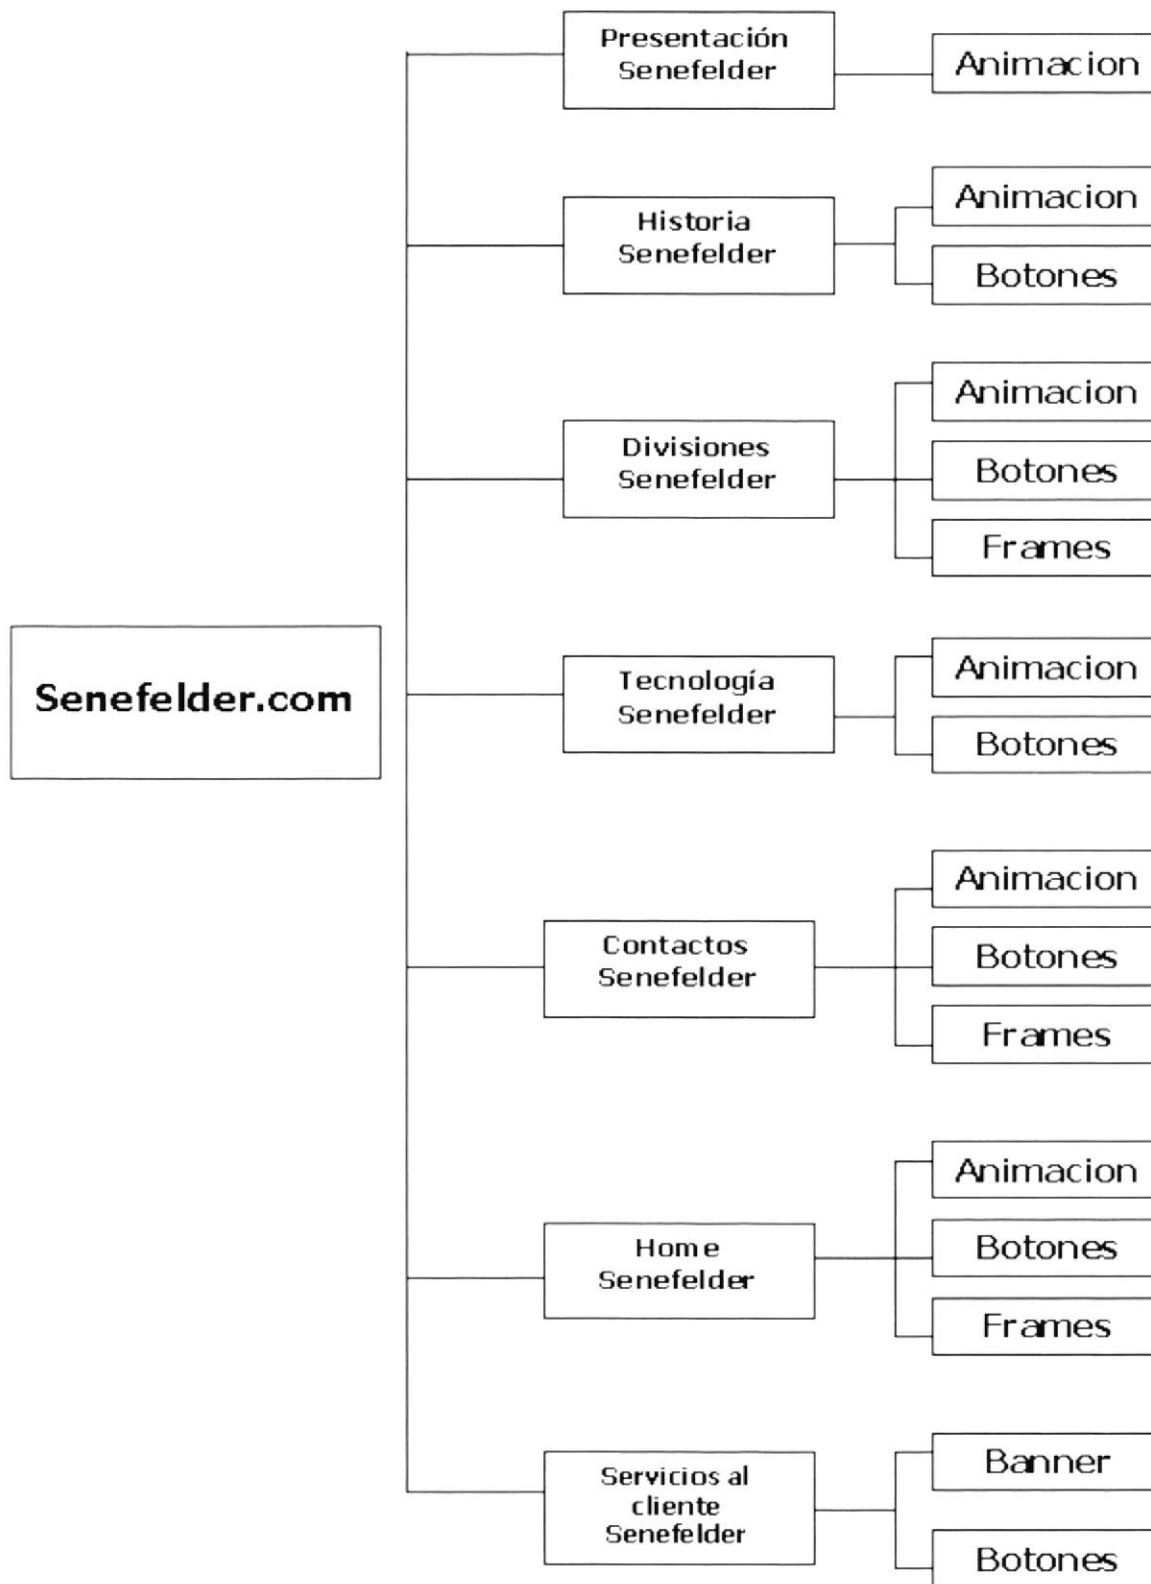 Presentación
Senefelder
Animacion
Historia
Senefelder
Animacion
Botones
Divisiones
Senefelder
Animacion
Botones
Frames
Senefelder.com
Tecnología
Senefelder
Animacion
Botones
Contactos
Senefelder
Animacion
Botones
Frames
Home
Senefelder
Animacion
Botones
Frames
Servicios al
cliente
Senefelder
Banner
Botones